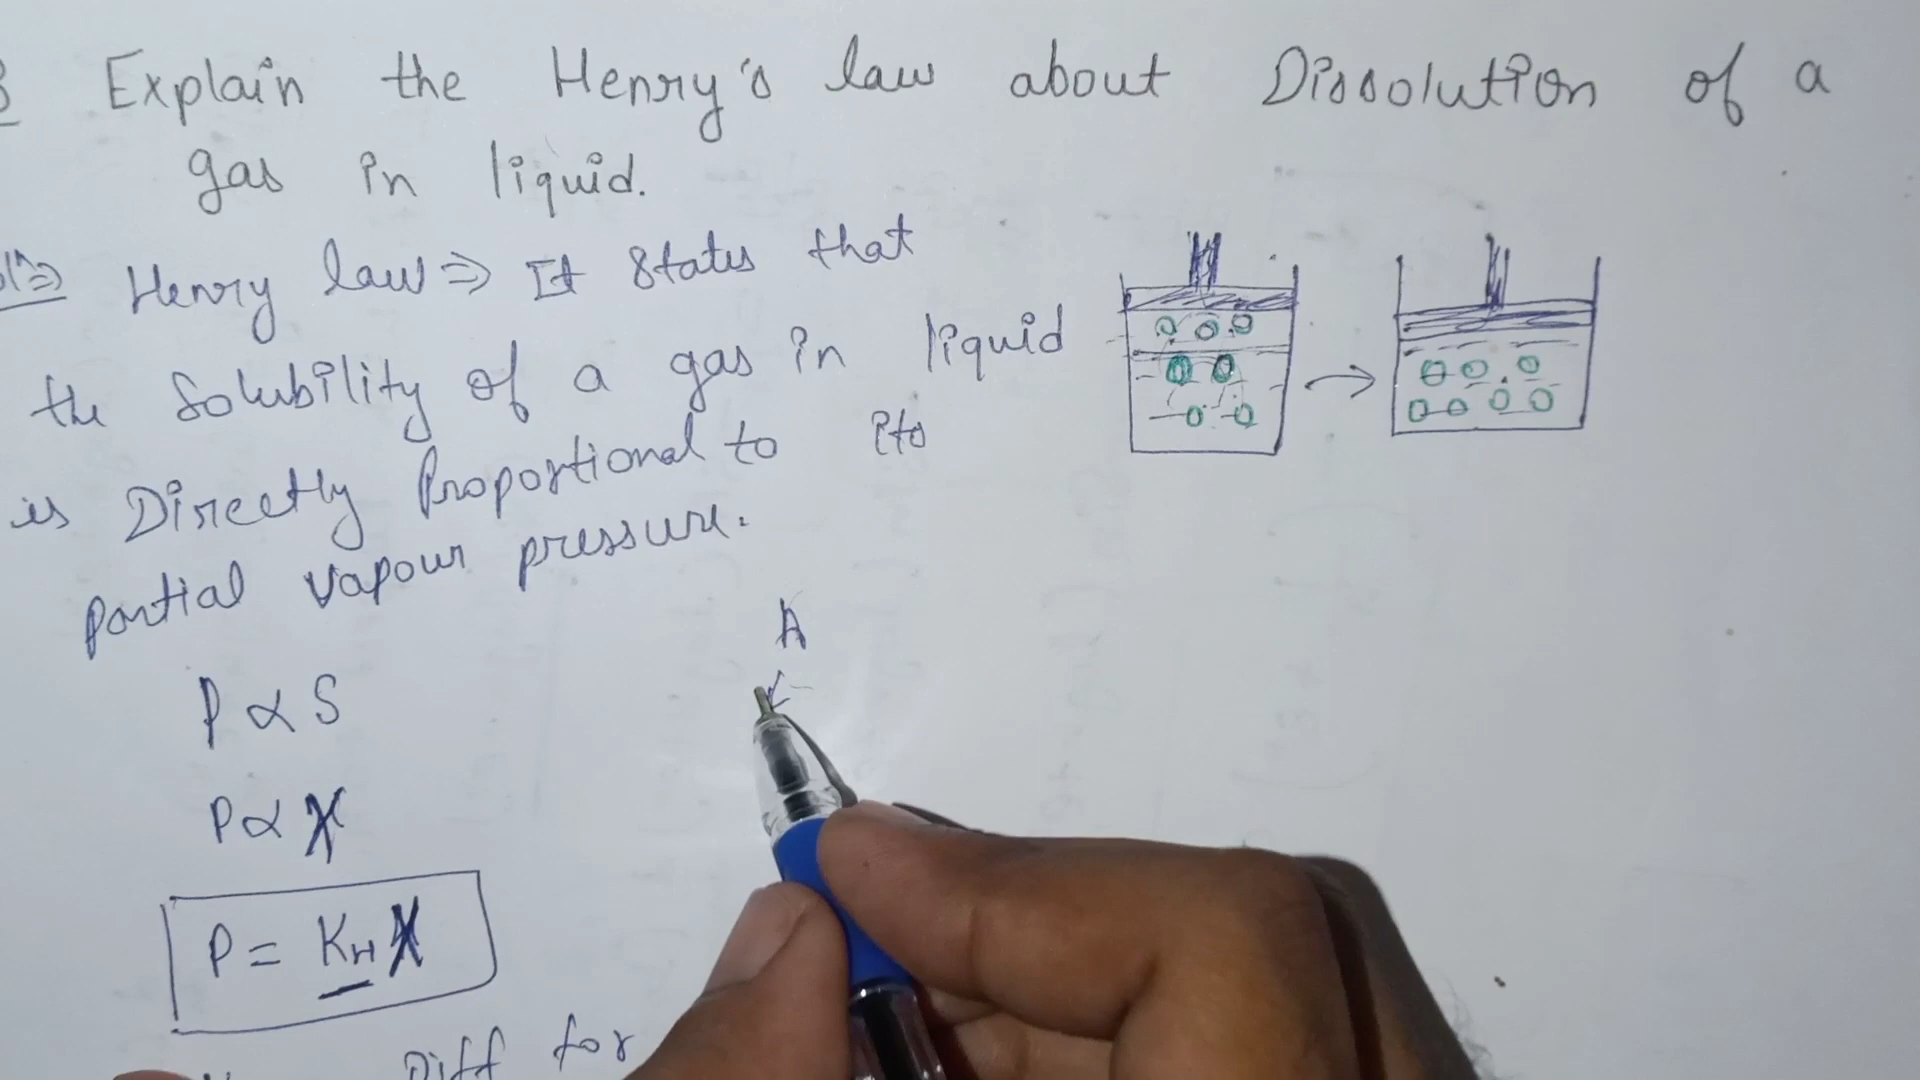 Explain the Henry's law about Dissolution of a
gas in liquid.
Henry law ⇒ It states that
the Solubility of a gas in liquid
is Directly Proportional to its
partial vapour pressure.
A
P ∝ S
P ∝ X
P = KH X
Diff for